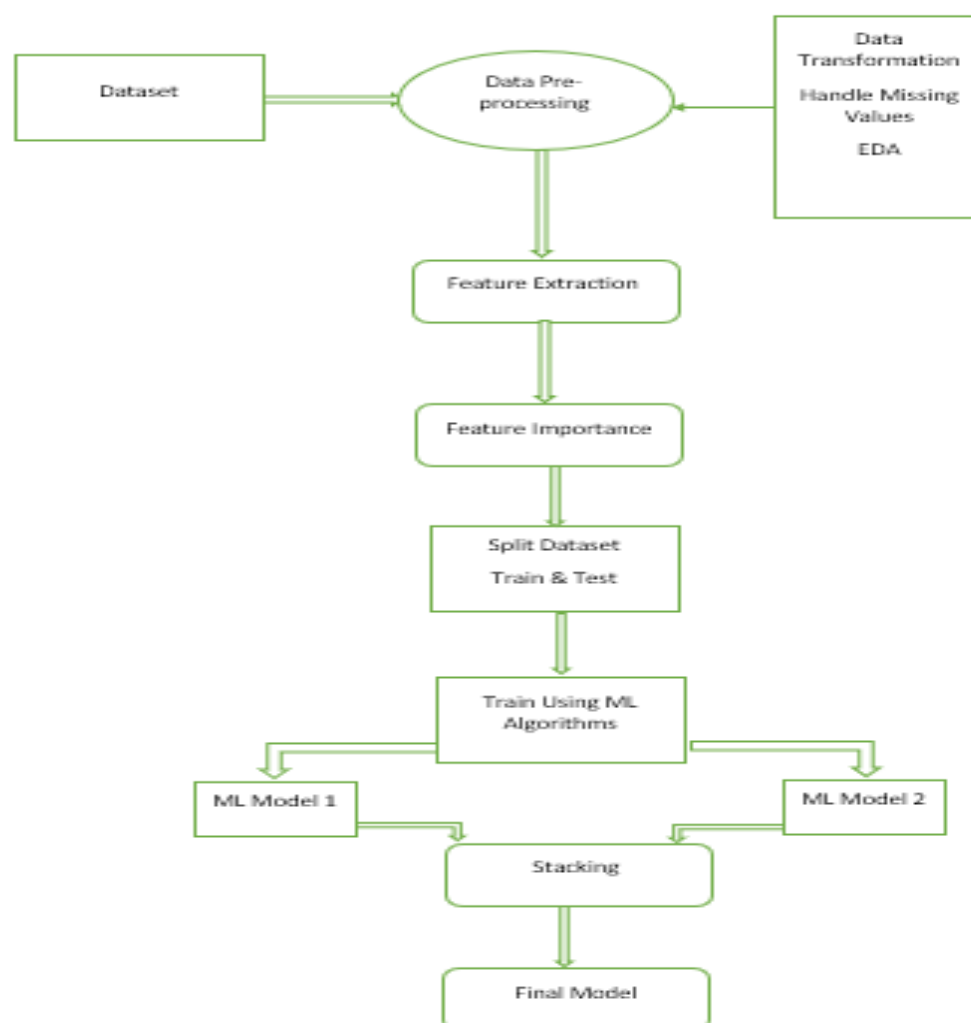 Dataset
Data Pre-
processing
Data
Transformation
Handle Missing
Values
EDA
Feature Extraction
Feature Importance
Split Dataset
Train & Test
Train Using ML
Algorithms
ML Model 1
ML Model 2
Stacking
Final Model